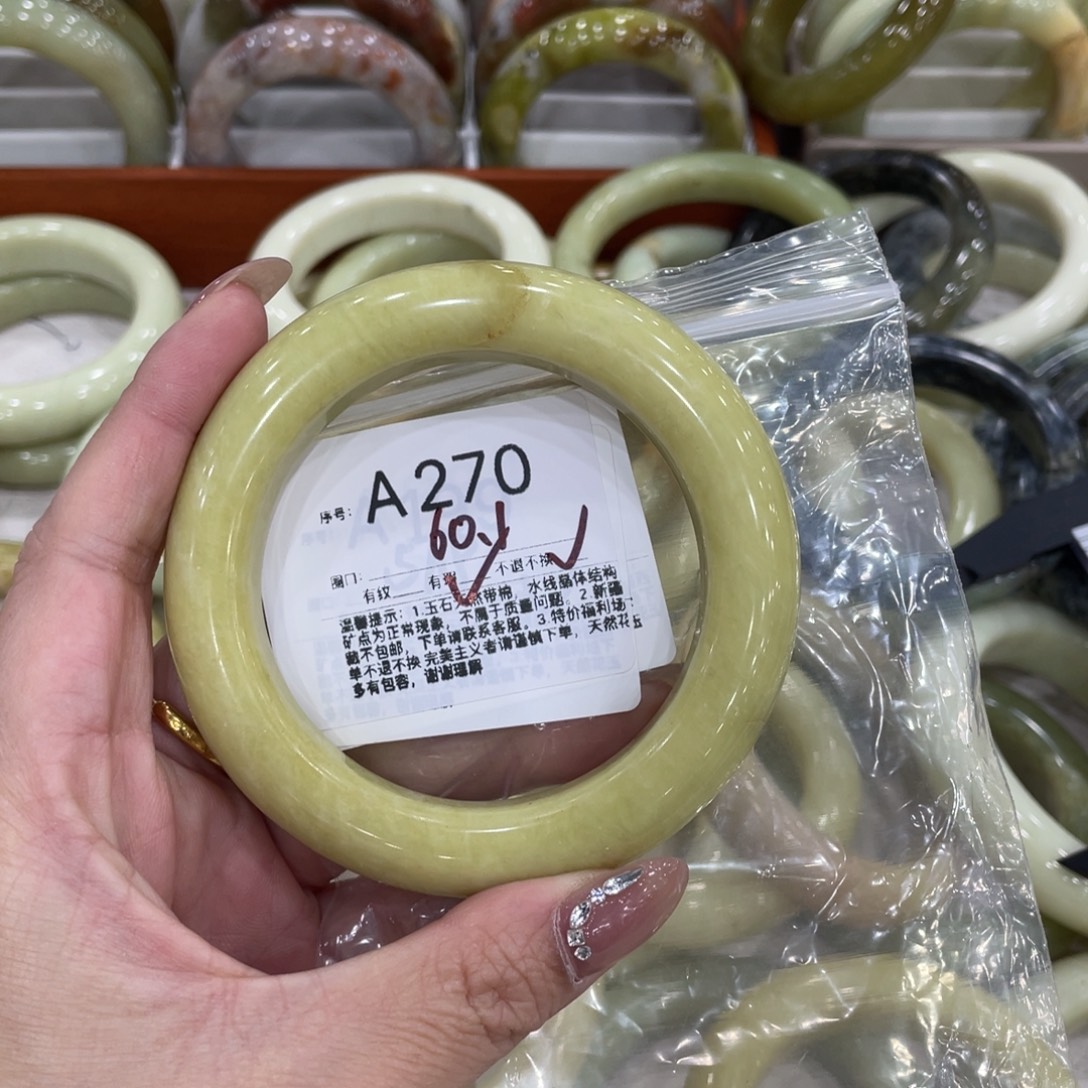 序号: A270
60.1
圈口:
有纹 有 不退不换
温馨提示：1.玉石 然带棉，水线晶体结构
矿点为正常现象，不属于质量问题。2.新疆
藏不包邮，下单请联系客服。3.特价福利场：
单不退不换 完美主义者请谨慎下单，天然花玉
多有包容，谢谢理解